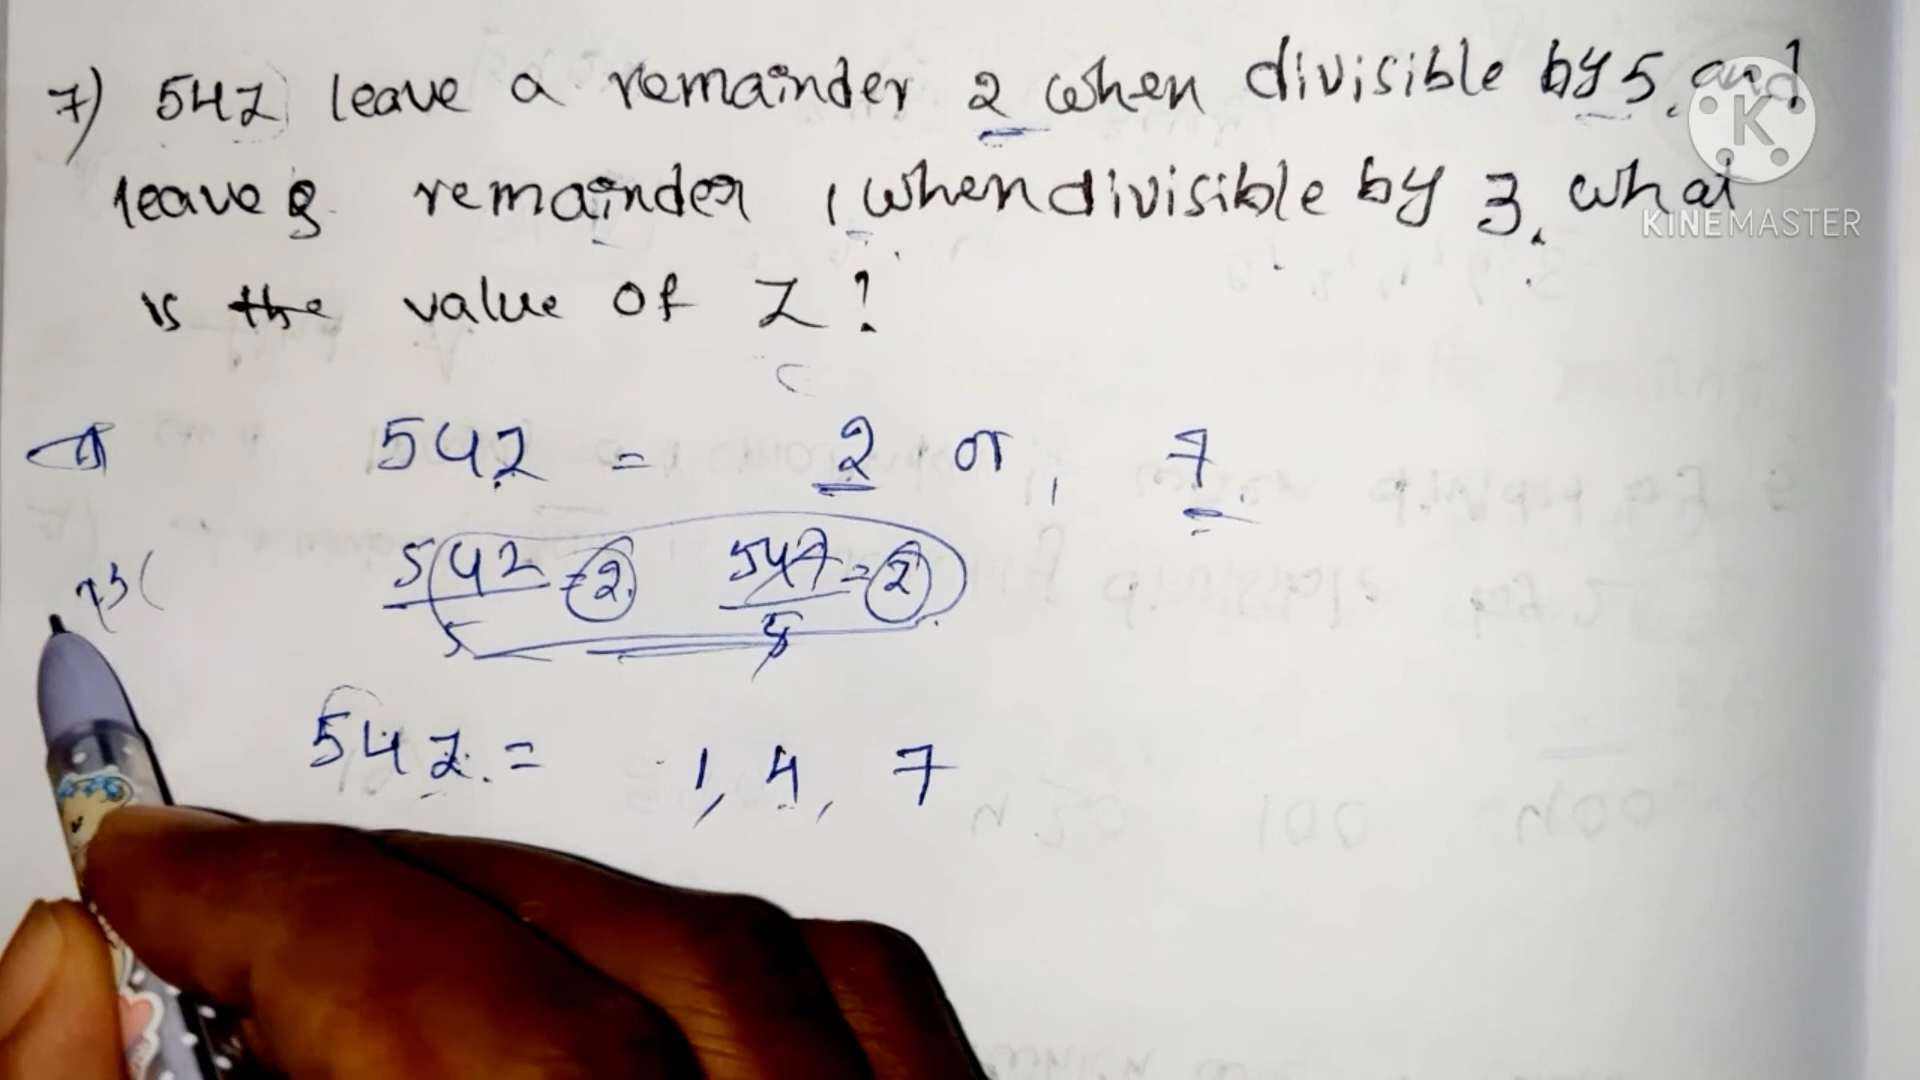 7) 54z leave a remainder 2 when divisible by 5, and
leaves remainder 1 when divisible by 3. what
is the value of z?
K
KINEMASTER
54z = 2 or, 7
542/5 = 2 547/5 = 2
54z = 1, 4, 7